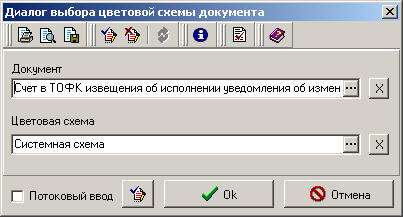 Диалог выбора цветовой схемы документа
Документ
Счет в ТОФК извещения об исполнении уведомления об измен
Цветовая схема
Системная схема
Потоковый ввод
Ok
Отмена